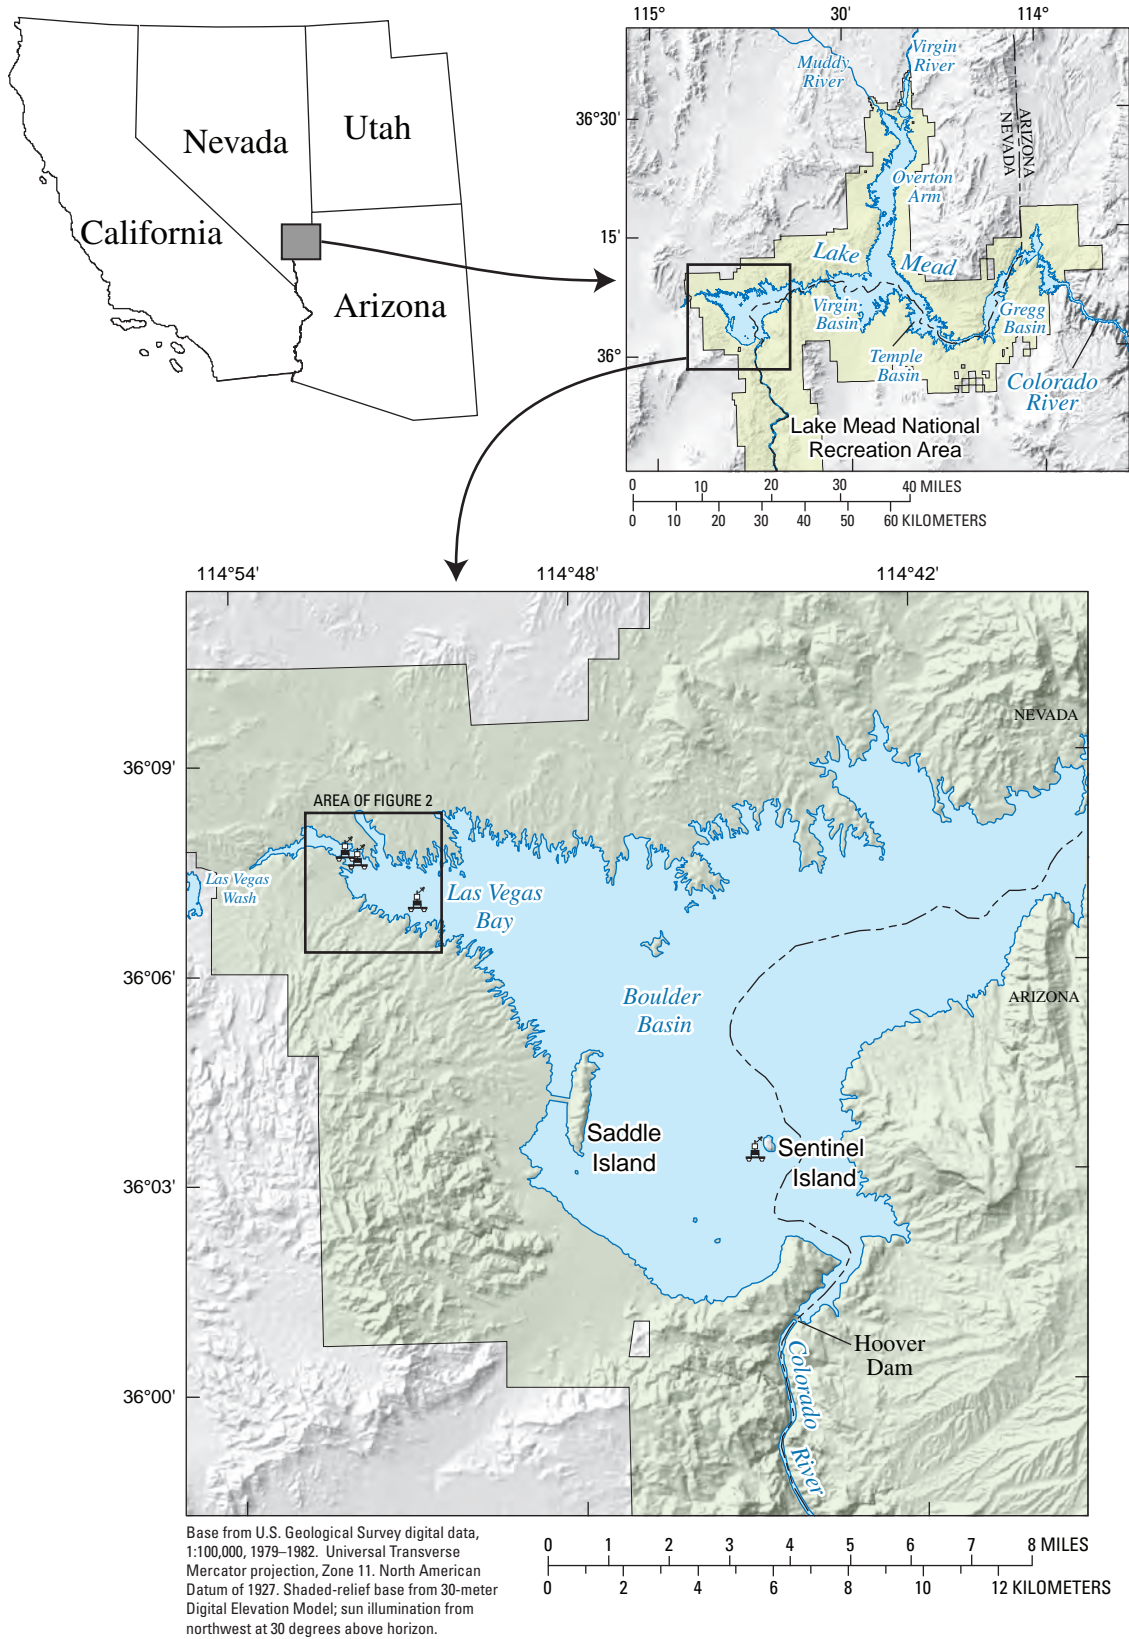 Nevada
Utah
California
Arizona
115°
30'
114°
Muddy
River
Virgin
River
36°30'
ARIZONA
NEVADA
Overton
Arm
15'
Lake
Mead
Virgin
Basin
Gregg
Basin
36°
Temple
Basin
Colorado
River
Lake Mead National
Recreation Area
0 10 20 30 40 MILES
0 10 20 30 40 50 60 KILOMETERS
114°54'
114°48'
114°42'
NEVADA
36°09'
AREA OF FIGURE 2
Las Vegas
Wash
Las Vegas
Bay
36°06'
Boulder
Basin
ARIZONA
Saddle
Island
Sentinel
Island
36°03'
Hoover
Dam
36°00'
Colorado
River
Base from U.S. Geological Survey digital data,
1:100,000, 1979–1982. Universal Transverse
Mercator projection, Zone 11. North American
Datum of 1927. Shaded-relief base from 30-meter
Digital Elevation Model; sun illumination from
northwest at 30 degrees above horizon.
0 1 2 3 4 5 6 7 8 MILES
0 2 4 6 8 10 12 KILOMETERS